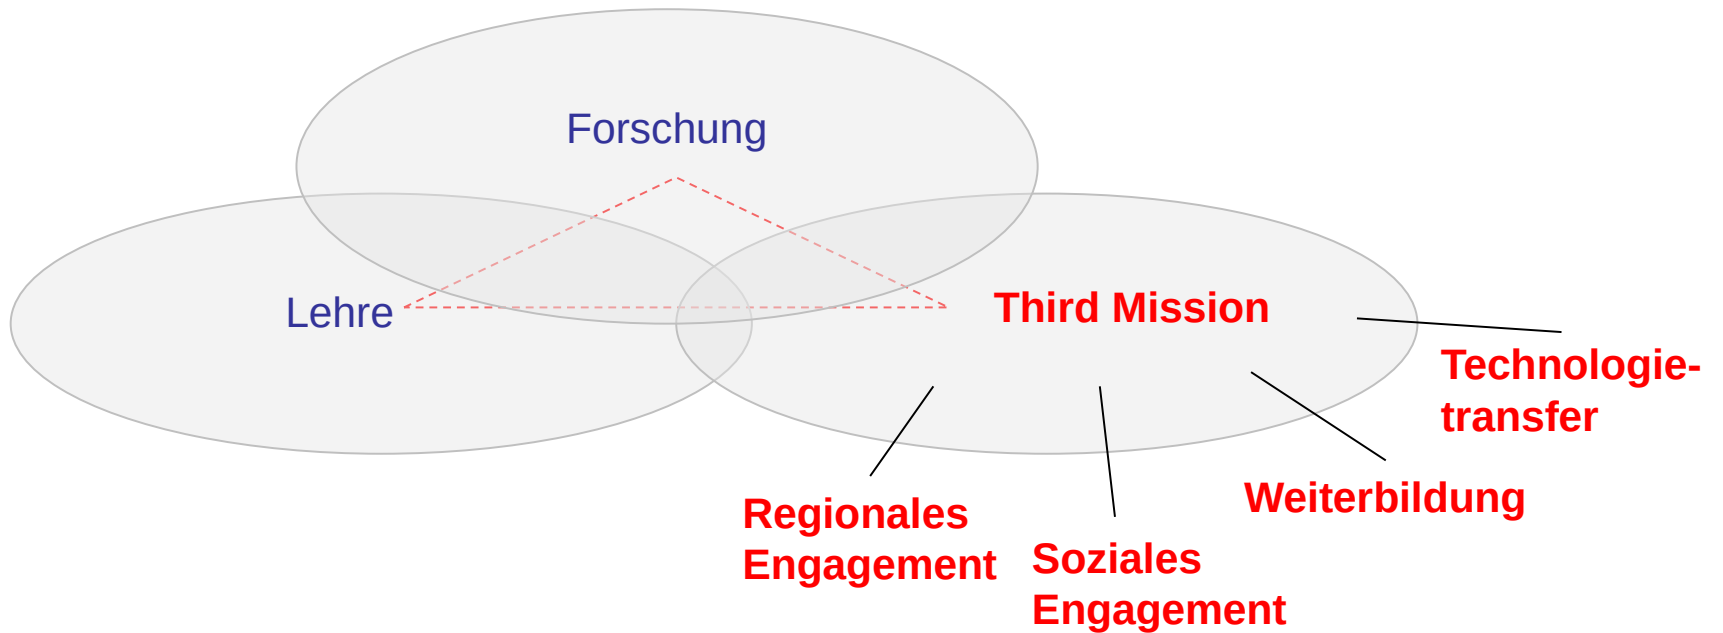 Forschung
Lehre
Third Mission
Technologie-
transfer
Weiterbildung
Regionales
Engagement
Soziales
Engagement